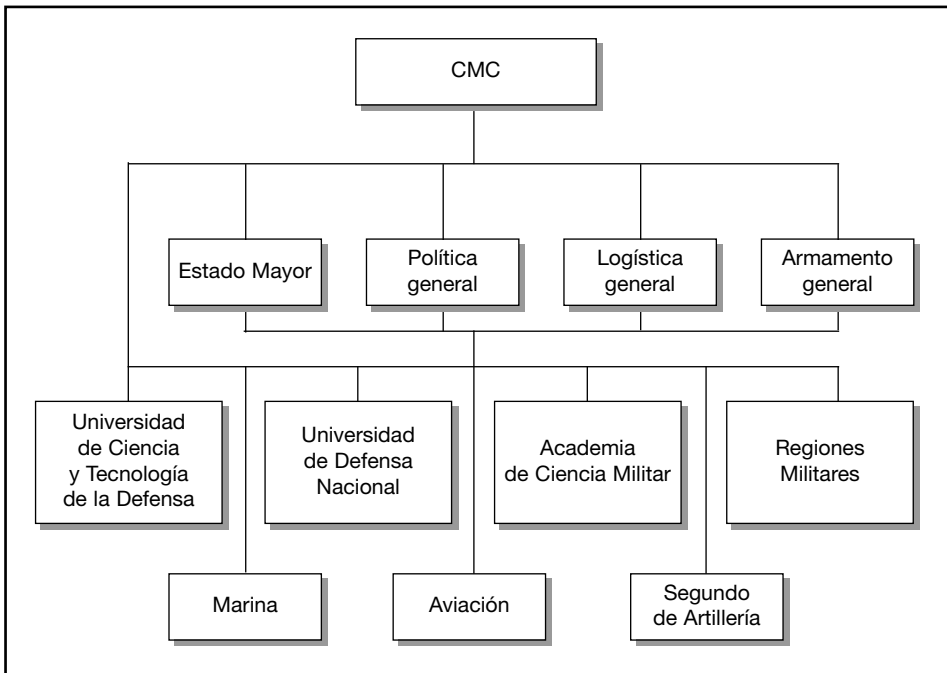 CMC
Estado Mayor
Política
general
Logística
general
Armamento
general
Universidad
de Ciencia
y Tecnología
de la Defensa
Universidad
de Defensa
Nacional
Academia
de Ciencia Militar
Regiones
Militares
Marina
Aviación
Segundo
de Artillería